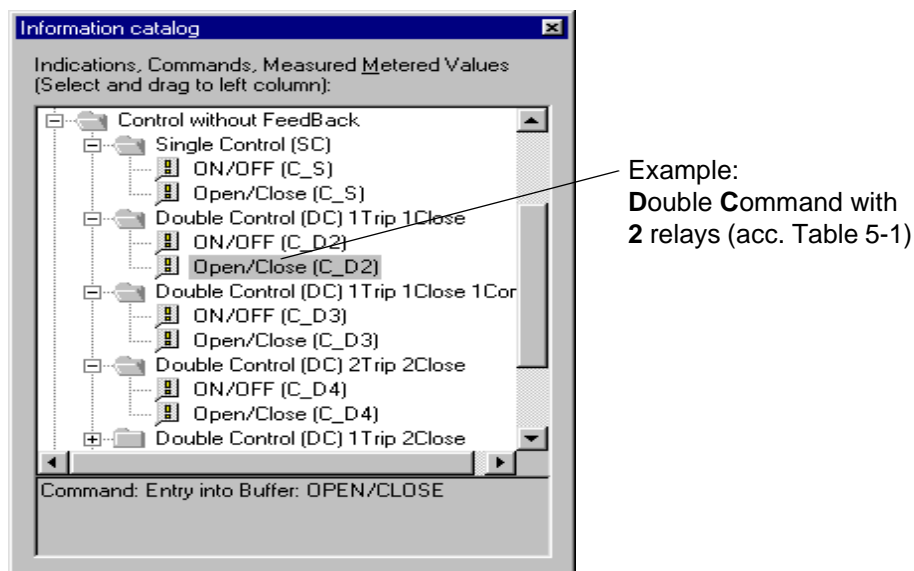 Information catalog
Indications, Commands, Measured Metered Values
(Select and drag to left column):
Control without FeedBack
Single Control (SC)
ON/OFF (C_S)
Open/Close (C_S)
Double Control (DC) 1Trip 1Close
ON/OFF (C_D2)
Open/Close (C_D2)
Double Control (DC) 1Trip 1Close 1Cor
ON/OFF (C_D3)
Open/Close (C_D3)
Double Control (DC) 2Trip 2Close
ON/OFF (C_D4)
Open/Close (C_D4)
Double Control (DC) 1Trip 2Close
Command: Entry into Buffer: OPEN/CLOSE
Example:
Double Command with
2 relays (acc. Table 5-1)